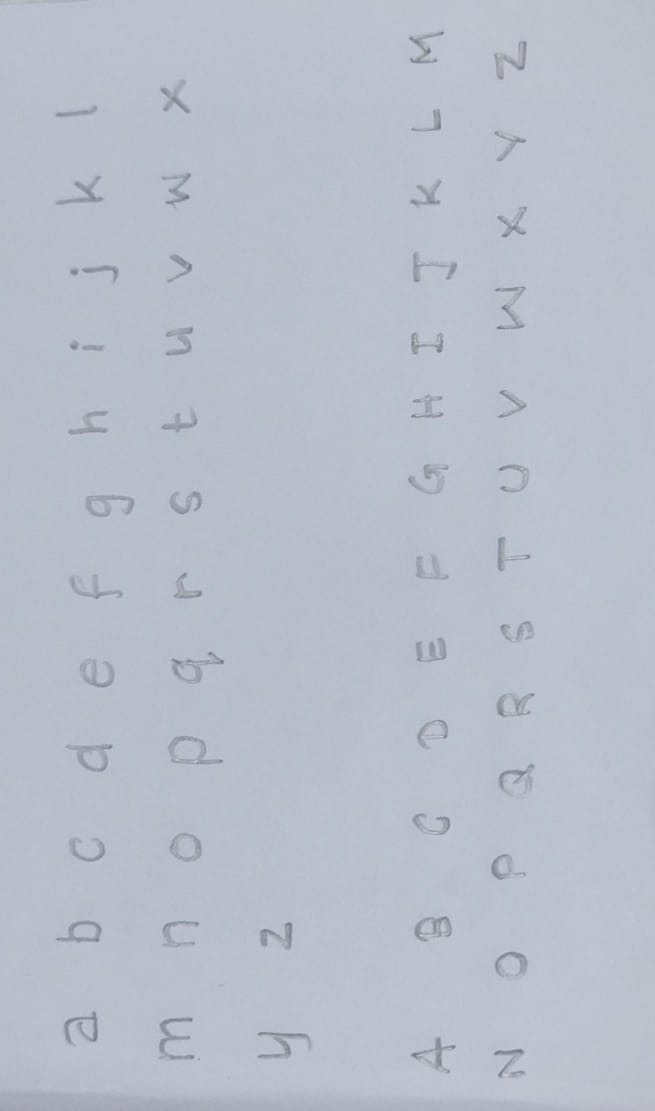 a b c d e f g h i j k l
m n o p q r s t u v w x
y z
A B C D E F G H I J K L M
N O P Q R S T U V W X Y Z